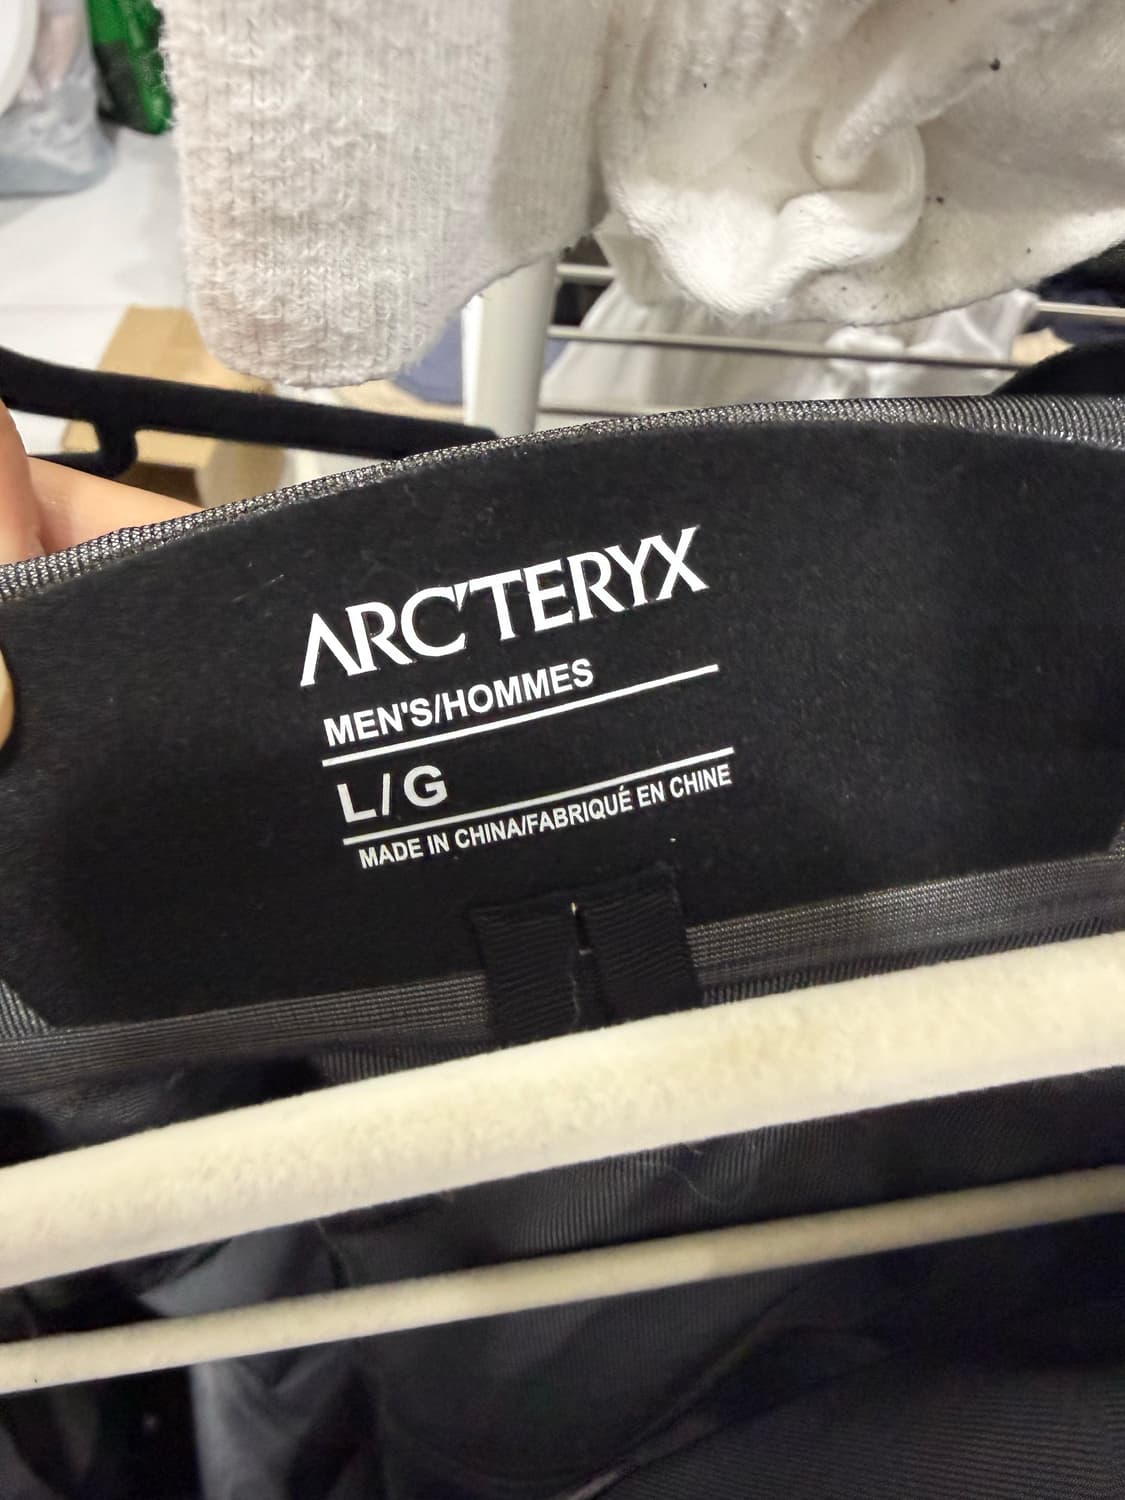 ARC'TERYX
MEN'S/HOMMES
L/G
MADE IN CHINA/FABRIQUÉ EN CHINE